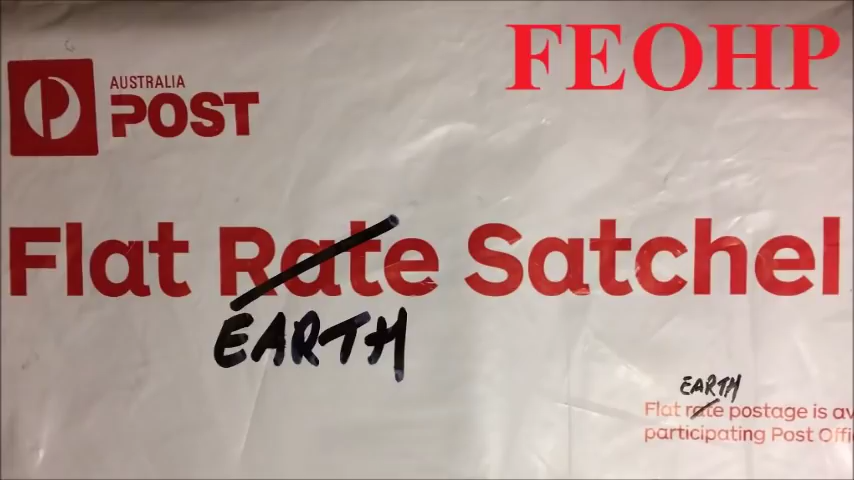 FEOHP
AUSTRALIA
POST
Flat Rate Satchel
EARTH
EARTH
Flat rate postage is av
participating Post Offi